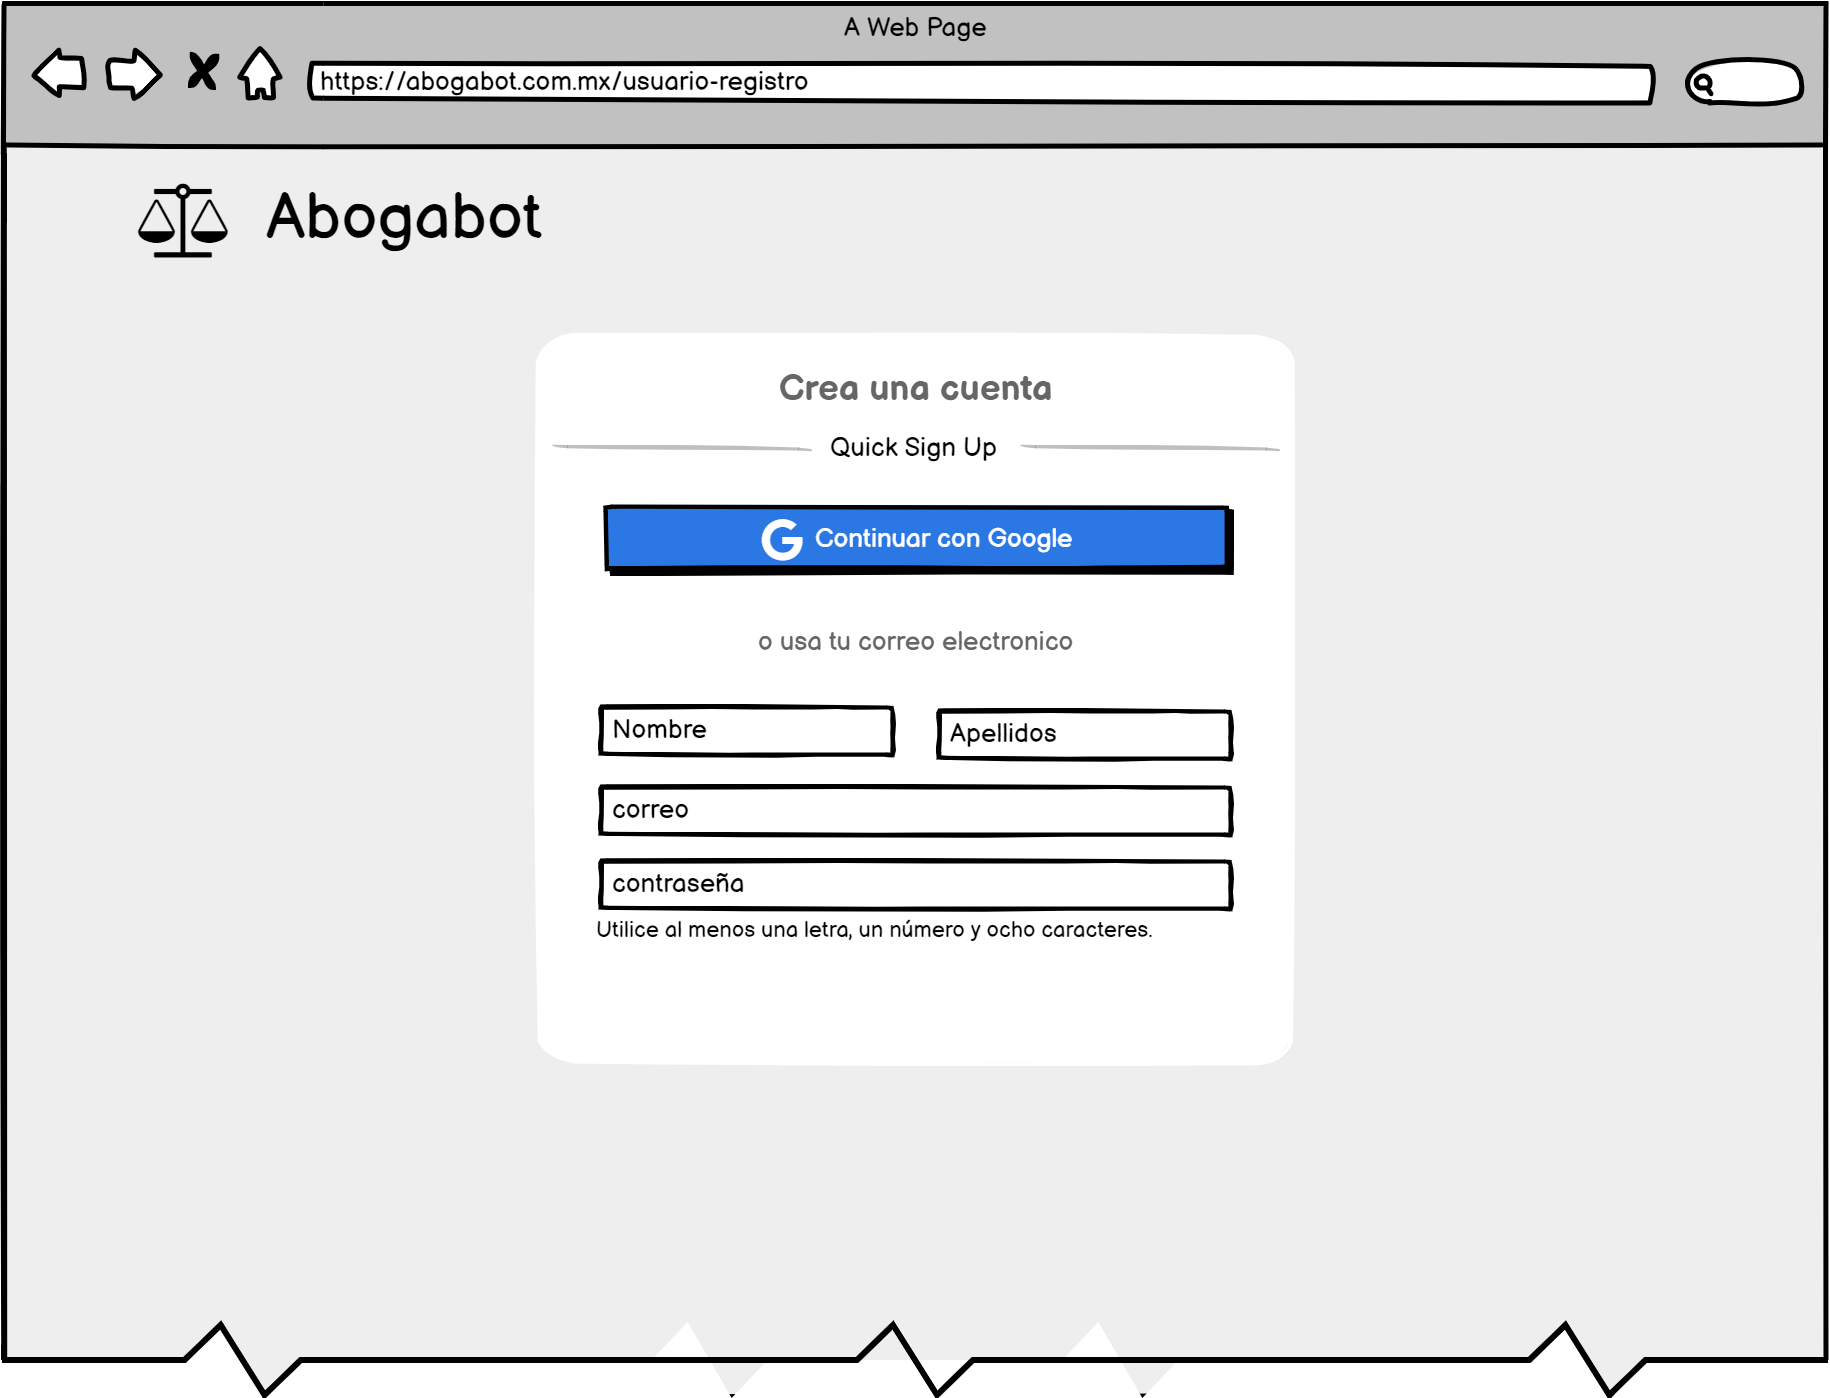 A Web Page
https://abogabot.com.mx/usuario-registro
Abogabot
Crea una cuenta
Quick Sign Up
G Continuar con Google
o usa tu correo electronico
Nombre
Apellidos
correo
contraseña
Utilice al menos una letra, un número y ocho caracteres.